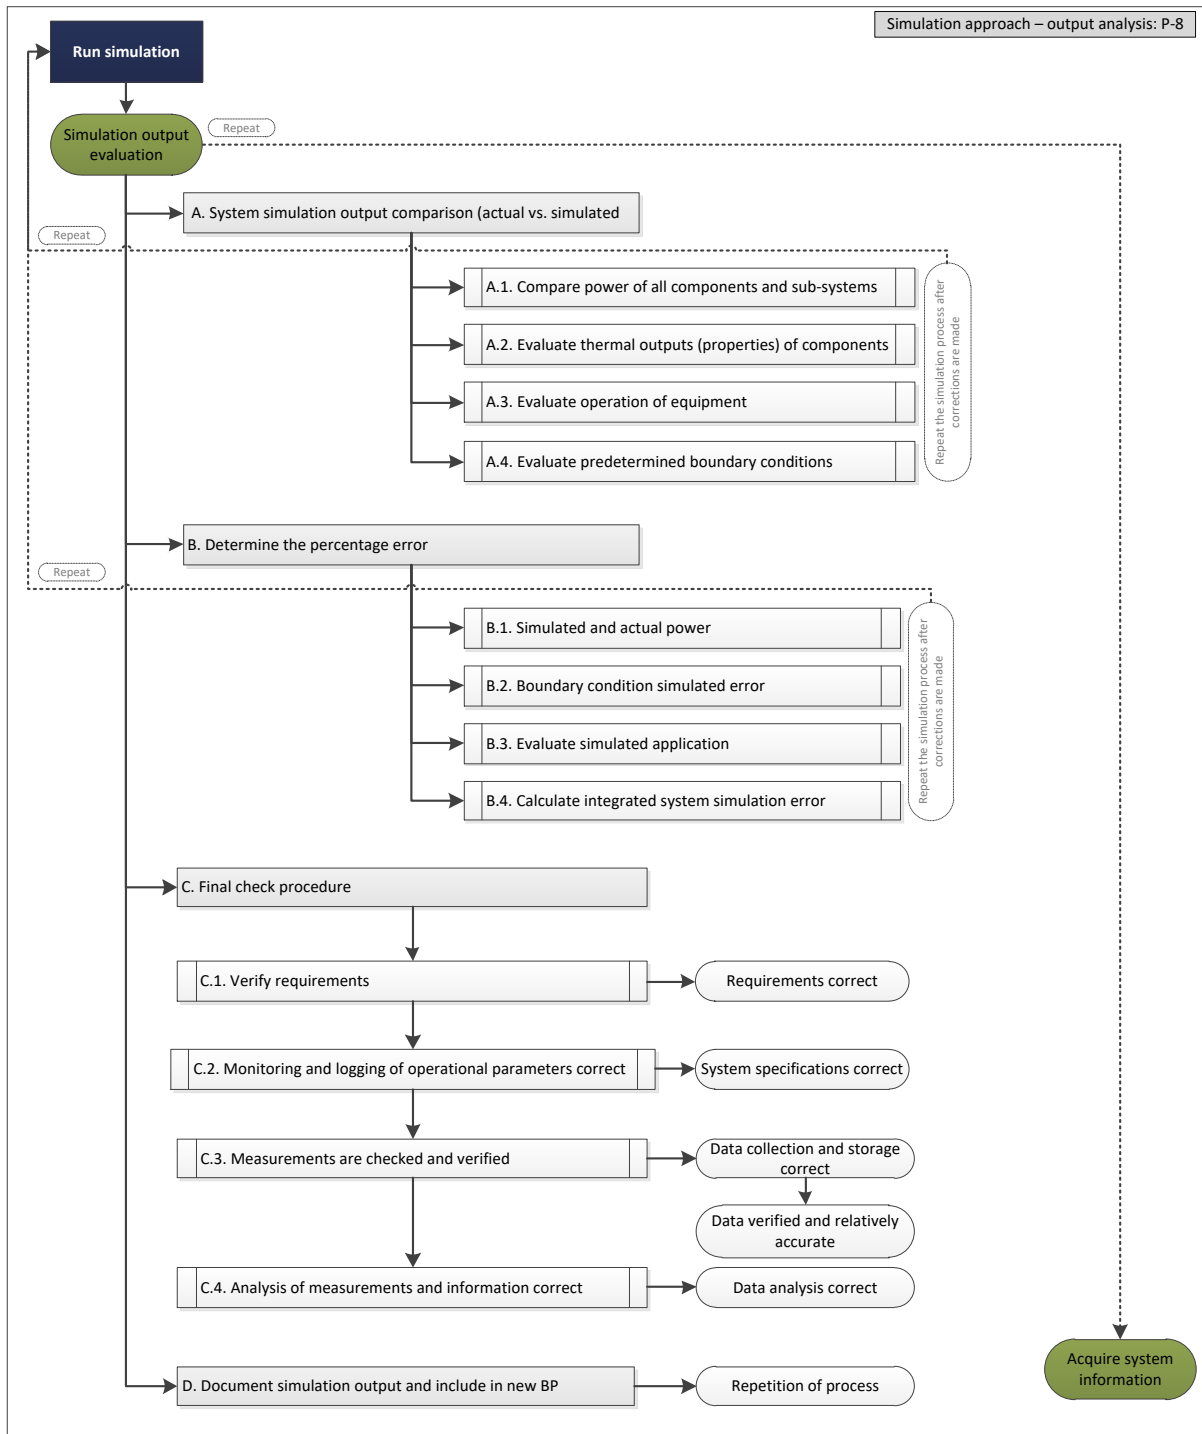 Simulation approach – output analysis: P-8
Run simulation
Simulation output
evaluation
Repeat
A. System simulation output comparison (actual vs. simulated
Repeat
A.1. Compare power of all components and sub-systems
A.2. Evaluate thermal outputs (properties) of components
A.3. Evaluate operation of equipment
A.4. Evaluate predetermined boundary conditions
Repeat the simulation process after
corrections are made
B. Determine the percentage error
Repeat
B.1. Simulated and actual power
B.2. Boundary condition simulated error
B.3. Evaluate simulated application
B.4. Calculate integrated system simulation error
Repeat the simulation process after
corrections are made
C. Final check procedure
C.1. Verify requirements
Requirements correct
C.2. Monitoring and logging of operational parameters correct
System specifications correct
C.3. Measurements are checked and verified
Data collection and storage
correct
Data verified and relatively
accurate
C.4. Analysis of measurements and information correct
Data analysis correct
D. Document simulation output and include in new BP
Repetition of process
Acquire system
information